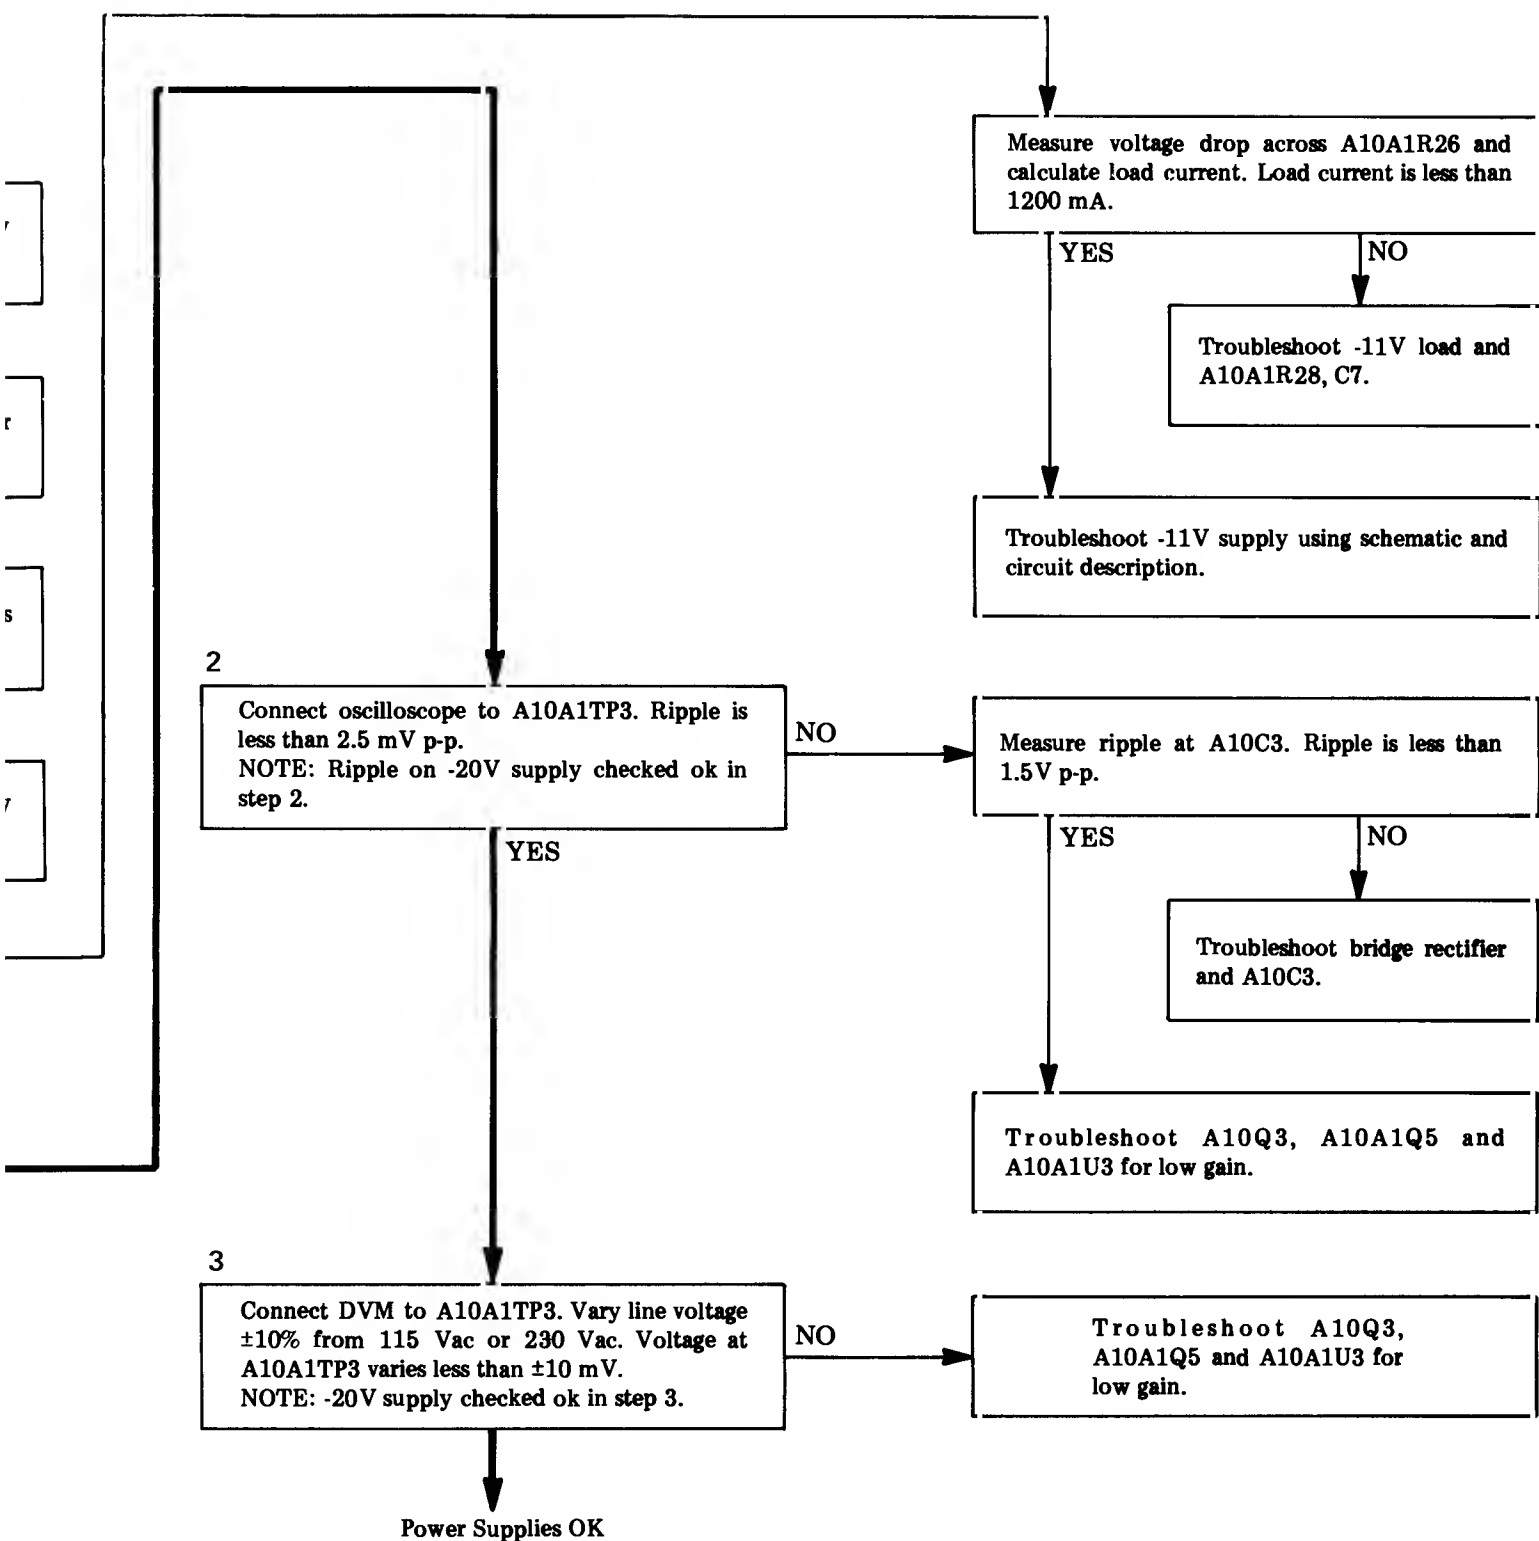 Measure voltage drop across A10A1R26 and
calculate load current. Load current is less than
1200 mA.
YES
NO
Troubleshoot -11V load and
A10A1R28, C7.
Troubleshoot -11V supply using schematic and
circuit description.
2
Connect oscilloscope to A10A1TP3. Ripple is
less than 2.5 mV p-p.
NOTE: Ripple on -20V supply checked ok in
step 2.
NO
YES
Measure ripple at A10C3. Ripple is less than
1.5V p-p.
YES
NO
Troubleshoot bridge rectifier
and A10C3.
Troubleshoot A10Q3, A10A1Q5 and
A10A1U3 for low gain.
3
Connect DVM to A10A1TP3. Vary line voltage
±10% from 115 Vac or 230 Vac. Voltage at
A10A1TP3 varies less than ±10 mV.
NOTE: -20V supply checked ok in step 3.
NO
Troubleshoot A10Q3,
A10A1Q5 and A10A1U3 for
low gain.
Power Supplies OK